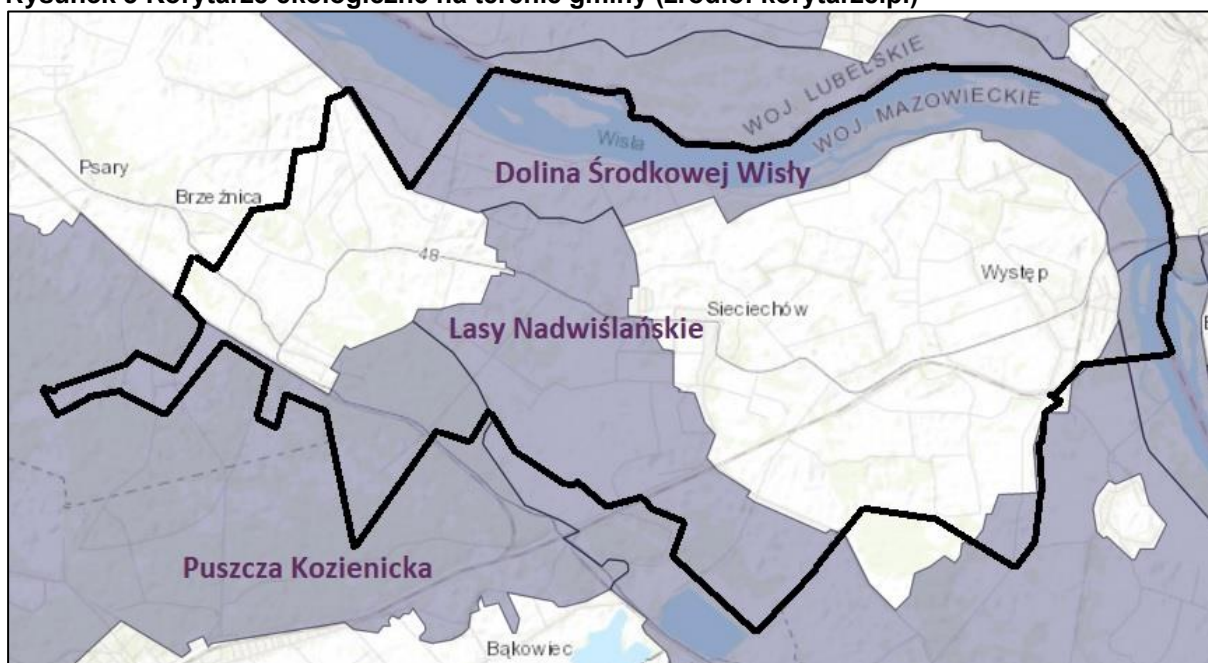 Rysunek 3 Korytarze ekologiczne na terenie gminy (źródło: korytarze.pl)
WOJ. LUBELSKIE
WOJ. MAZOWIECKIE
Wisła
Psary
Dolina Środkowej Wisły
Brzeźnica
48
Występ
Sieciechów
Lasy Nadwiślańskie
Puszcza Kozienicka
Bąkowiec